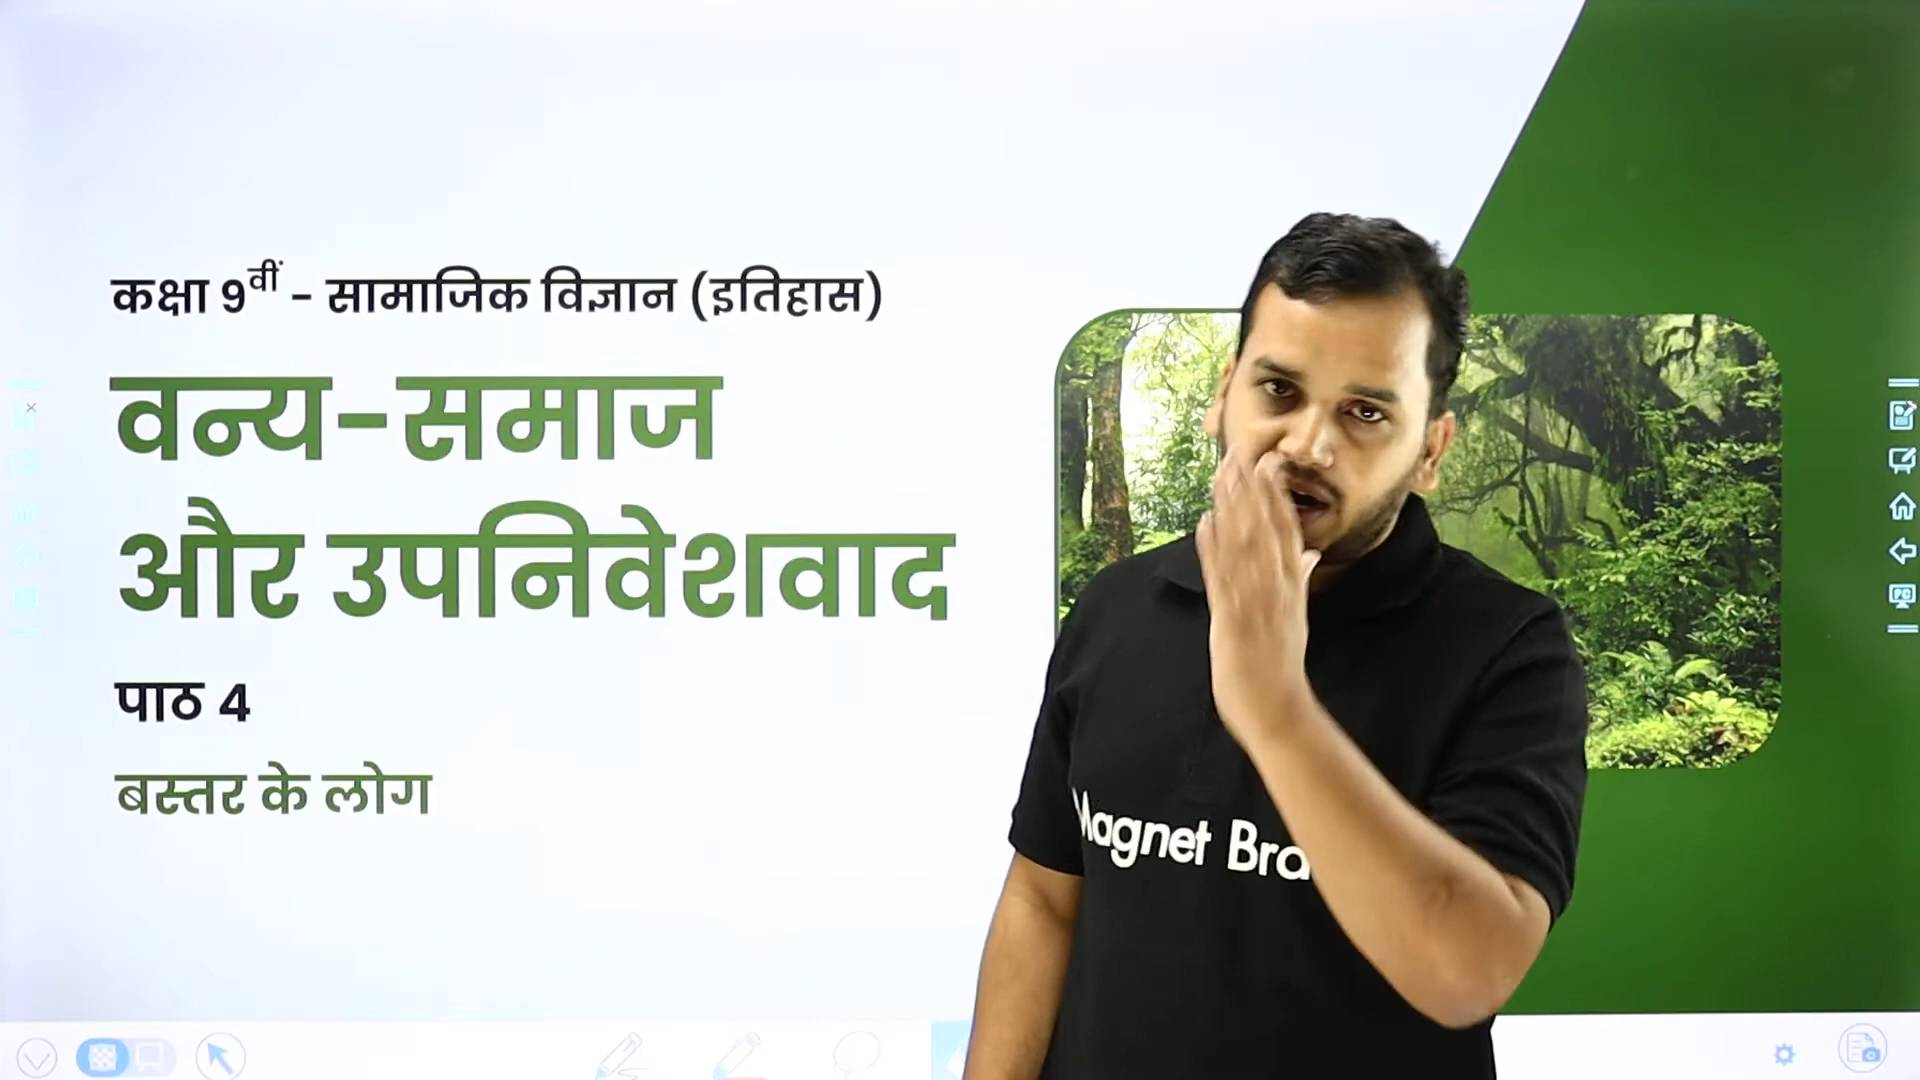 कक्षा 9वीं - सामाजिक विज्ञान (इतिहास)
वन्य-समाज
और उपनिवेशवाद
पाठ 4
बस्तर के लोग
Magnet Bra